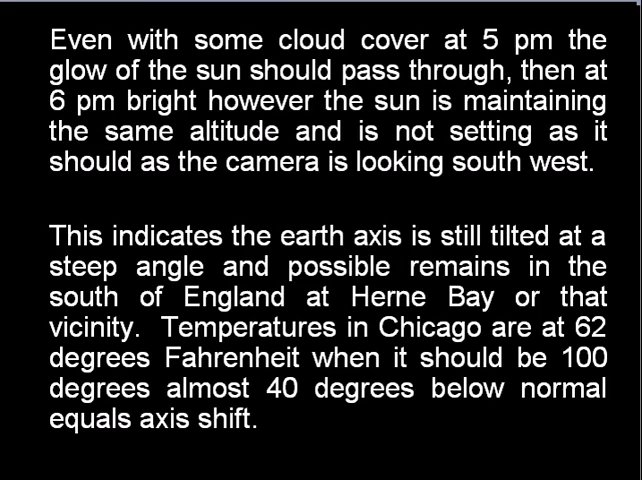 Even with some cloud cover at 5 pm the
glow of the sun should pass through, then at
6 pm bright however the sun is maintaining
the same altitude and is not setting as it
should as the camera is looking south west.
This indicates the earth axis is still tilted at a
steep angle and possible remains in the
south of England at Herne Bay or that
vicinity. Temperatures in Chicago are at 62
degrees Fahrenheit when it should be 100
degrees almost 40 degrees below normal
equals axis shift.